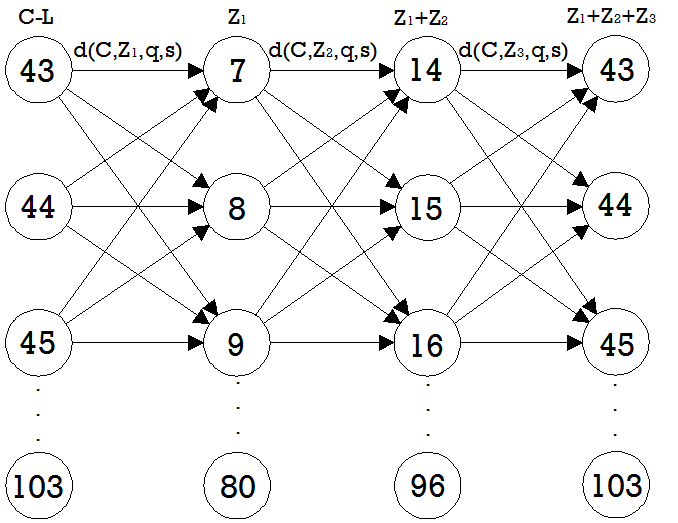 C-L Z1 Z1+Z2 Z1+Z2+Z3
d(C,Z1,q,s) d(C,Z2,q,s) d(C,Z3,q,s)
43 7 14 43
44 8 15 44
45 9 16 45
103 80 96 103